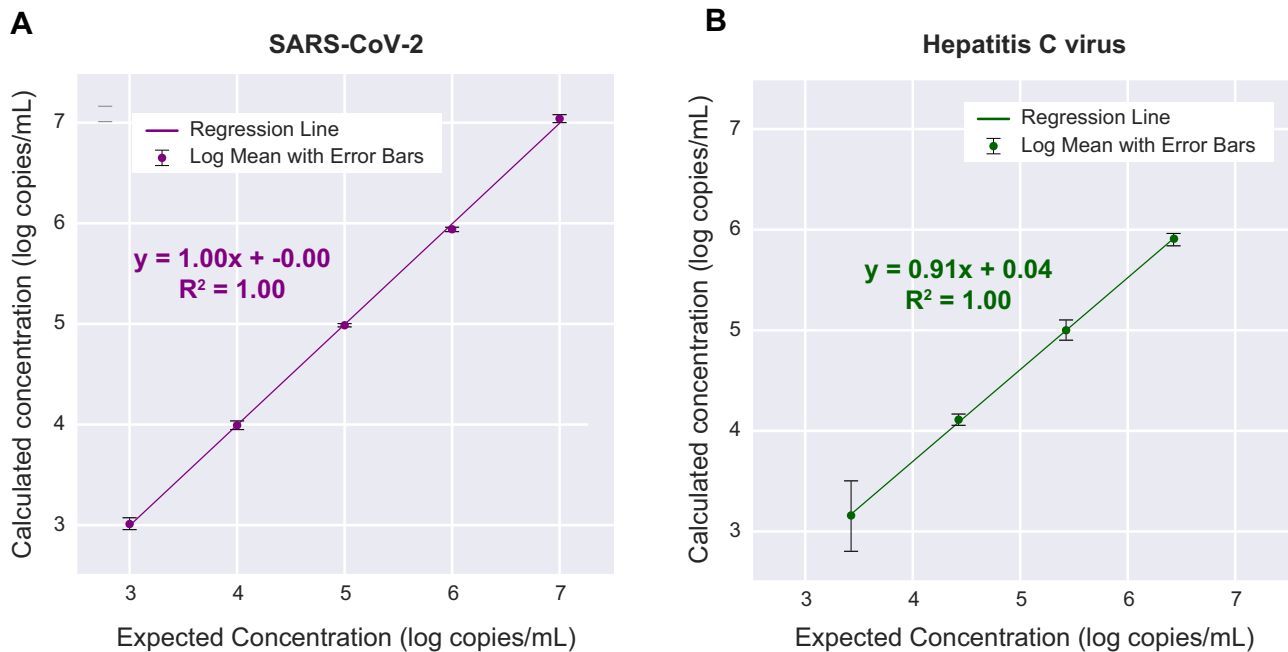 A
SARS-CoV-2
Calculated concentration (log copies/mL)
7
6
5
4
3
Regression Line
Log Mean with Error Bars
y = 1.00x + -0.00
R² = 1.00
3 4 5 6 7
Expected Concentration (log copies/mL)
B
Hepatitis C virus
Calculated concentration (log copies/mL)
7
6
5
4
3
Regression Line
Log Mean with Error Bars
y = 0.91x + 0.04
R² = 1.00
3 4 5 6 7
Expected Concentration (log copies/mL)